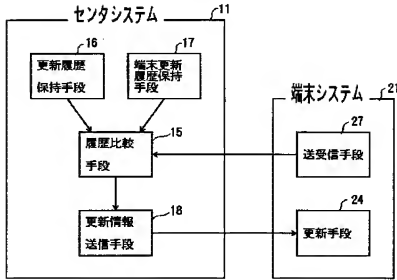 センタシステム
11
16
更新履歴
保持手段
17
端末更新
履歴保持
手段
15
履歴比較
手段
18
更新情報
送信手段
端末システム
21
27
送受信手段
24
更新手段